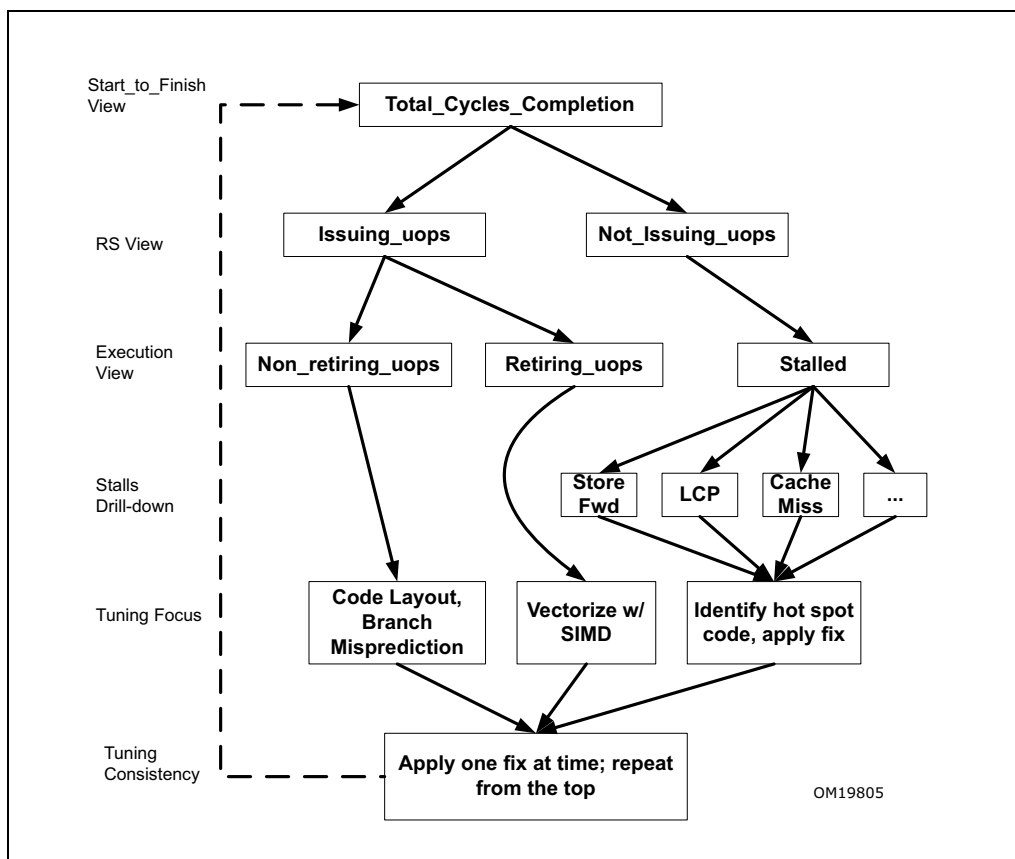 Start_to_Finish
View
Total_Cycles_Completion
RS View
Issuing_uops
Not_Issuing_uops
Execution
View
Non_retiring_uops
Retiring_uops
Stalled
Stalls
Drill-down
Store
Fwd
LCP
Cache
Miss
...
Tuning Focus
Code Layout,
Branch
Misprediction
Vectorize w/
SIMD
Identify hot spot
code, apply fix
Tuning
Consistency
Apply one fix at time; repeat
from the top
OM19805